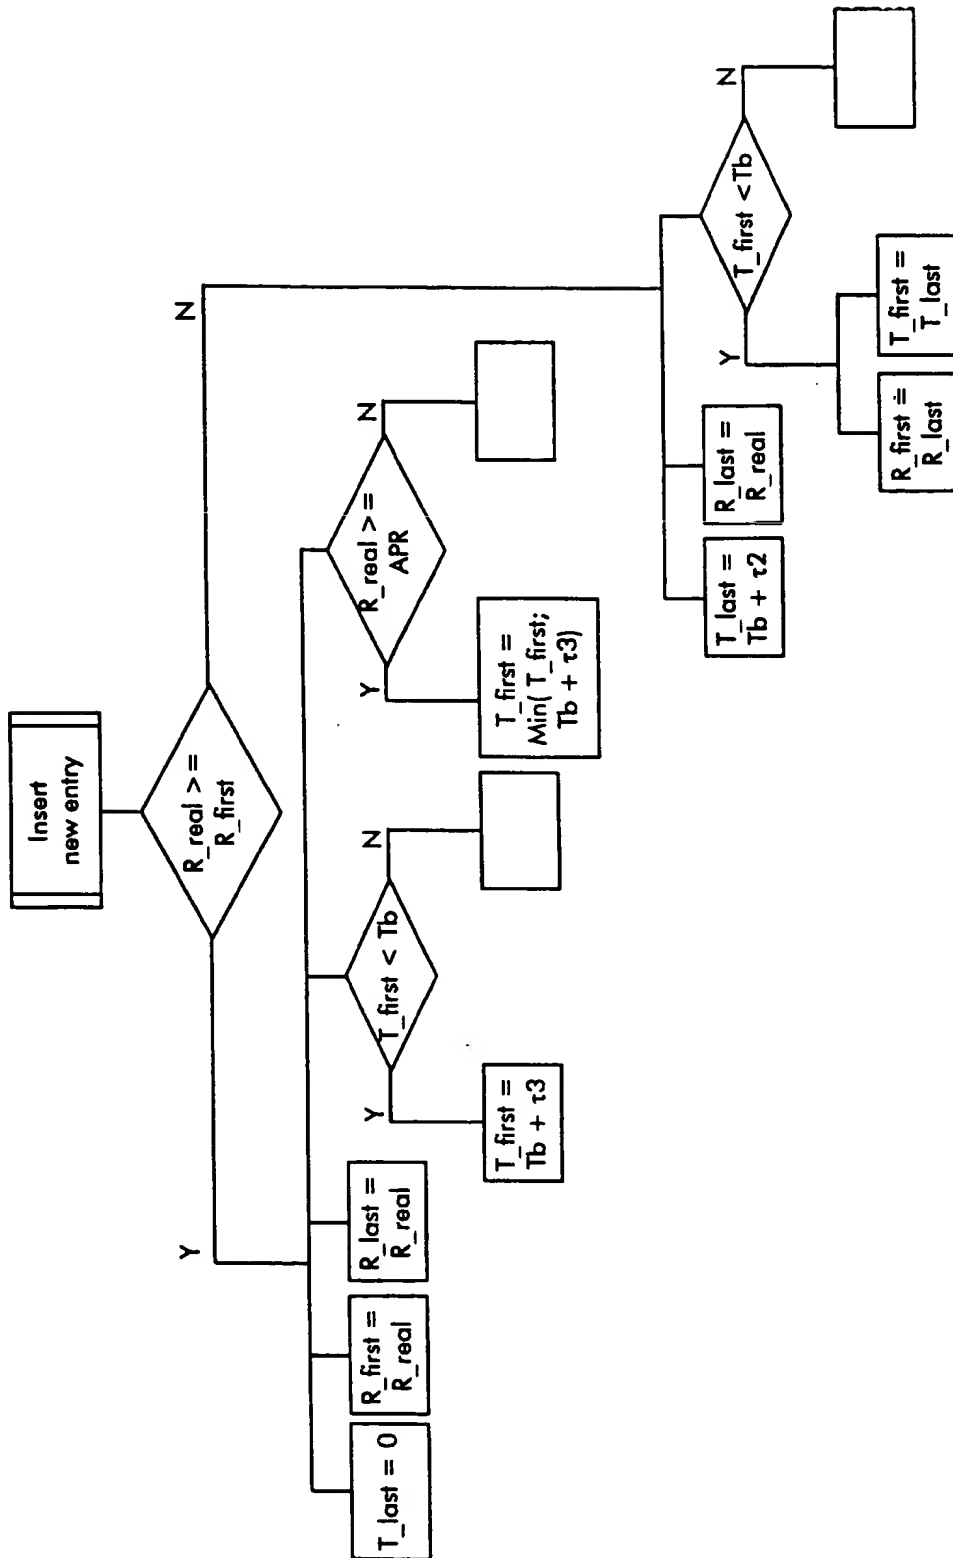 Insert
new entry
R_real >=
R_first
Y
N
T_last = 0
R_first =
R_real
R_last =
R_real
T_first < Tb
Y
N
T_first =
Tb + τ3
R_real >=
APR
Y
N
T_first =
Min( T_first;
Tb + τ3)
T_last =
Tb + τ2
R_last =
R_real
T_first <Tb
Y
N
R_first =
R_last
T_first =
T_last